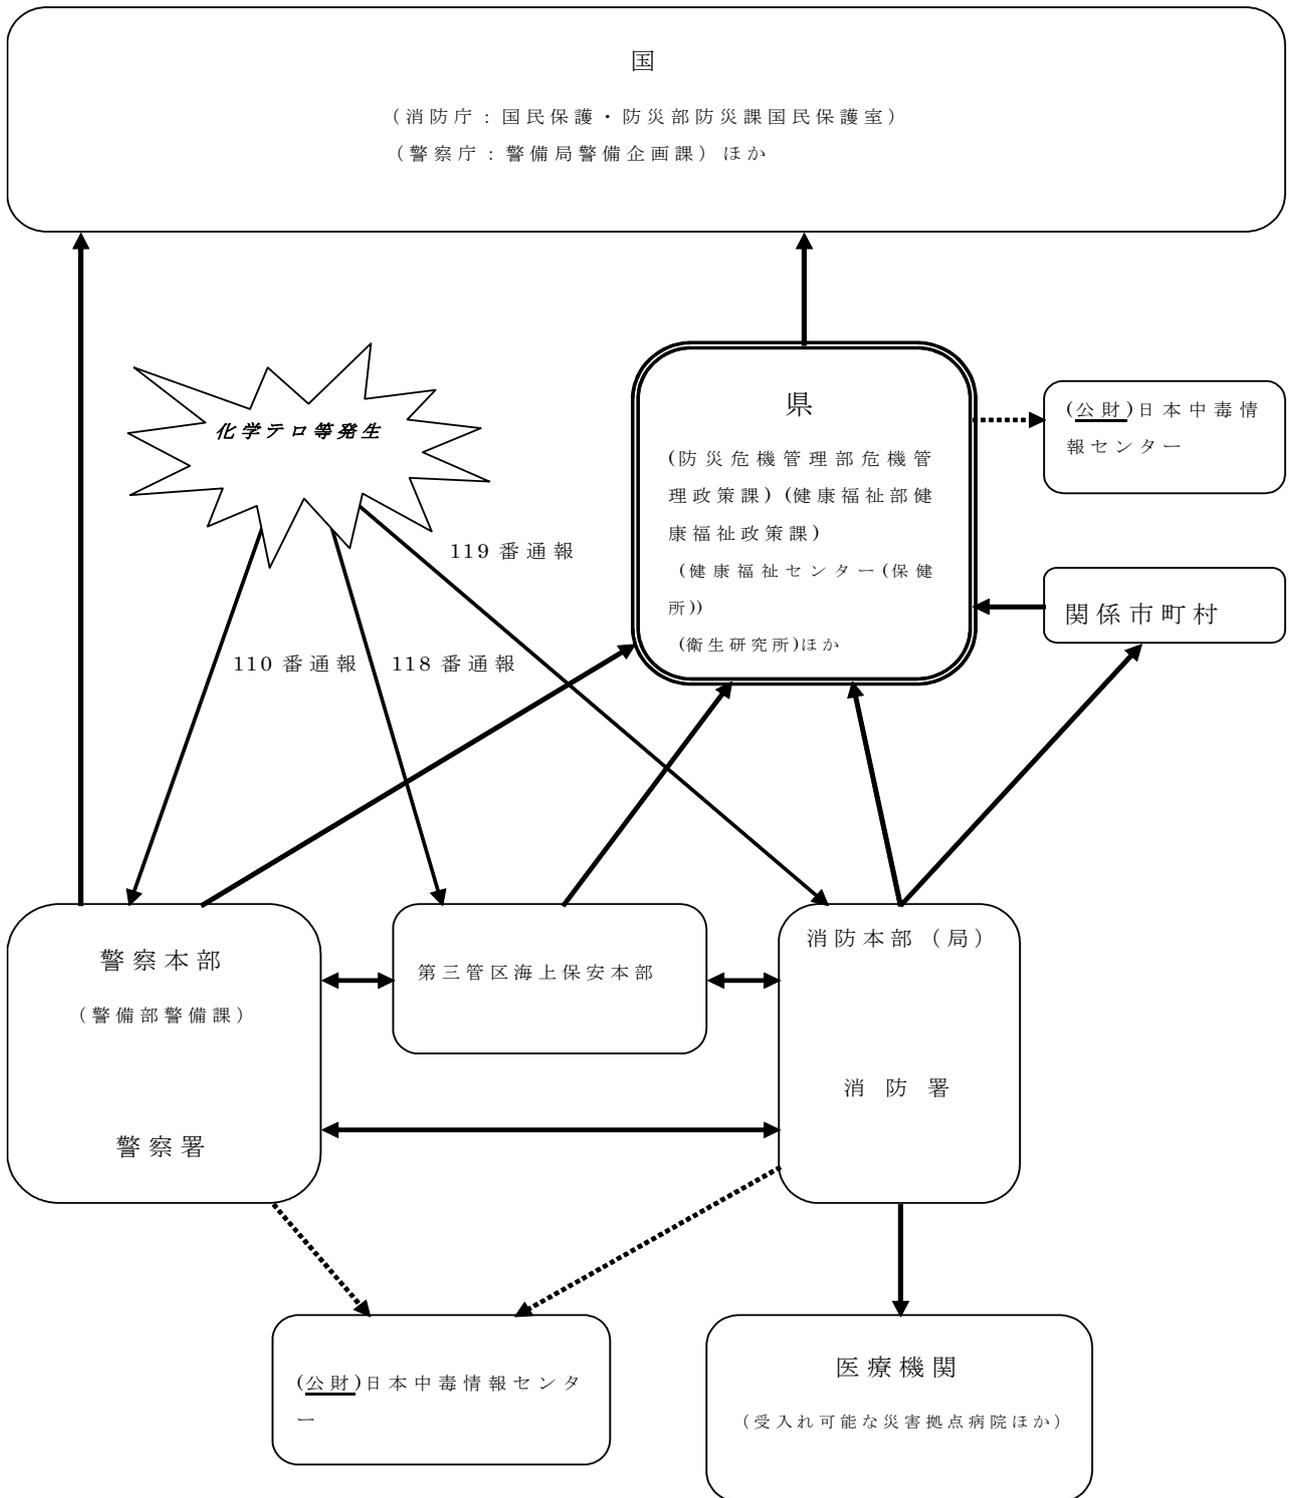 国
（消防庁：国民保護・防災部防災課国民保護室）
（警察庁：警備局警備企画課）ほか
化学テロ等発生
県
(防災危機管理部危機管
理政策課)(健康福祉部健
康福祉政策課)
(健康福祉センター(保健
所))
(衛生研究所)ほか
(公財)日本中毒情
報センター
119番通報
関係市町村
110番通報
118番通報
警察本部
（警備部警備課）
警察署
第三管区海上保安本部
消防本部（局）
消防署
(公財)日本中毒情報センタ
ー
医療機関
（受入れ可能な災害拠点病院ほか）